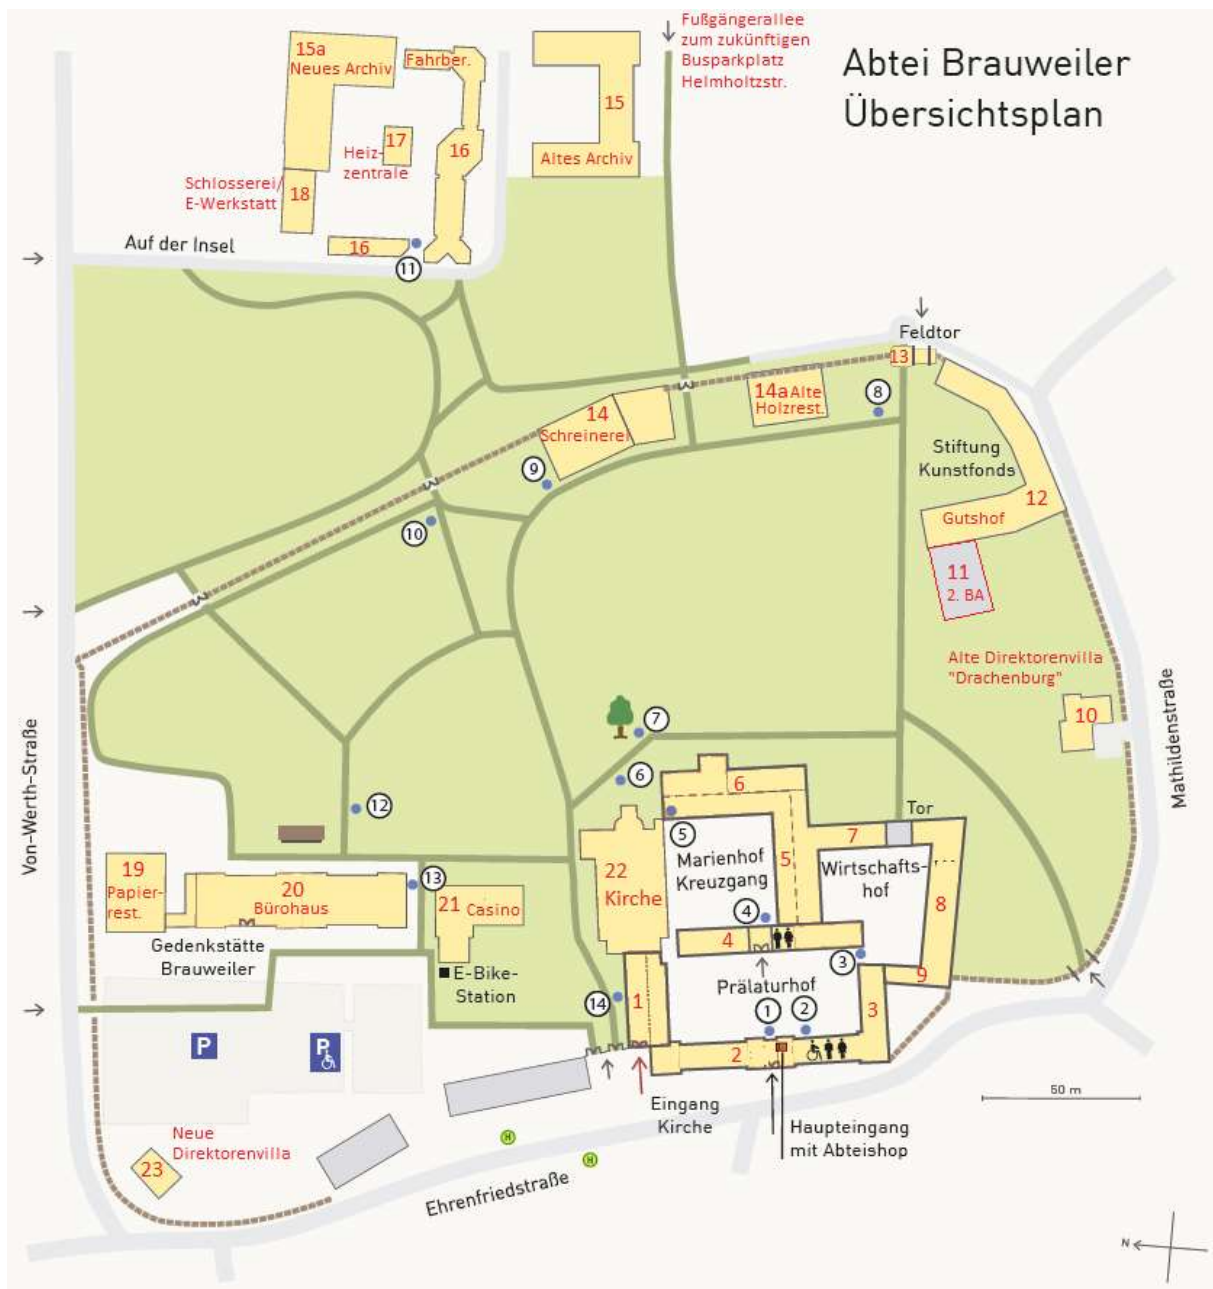 Abtei Brauweiler
Übersichtsplan
Fußgängerallee
zum zukünftigen
Busparkplatz
Helmholtzstr.
15a
Neues Archiv
Fahrber.
15
Altes Archiv
17
Heiz-
zentrale
16
Schlosserei/
E-Werkstatt
18
16
Auf der Insel
11
Feldtor
13
14a Alte
Holzrest.
8
14
Schreinerei
9
10
Stiftung
Kunstfonds
12
Gutshof
11
2. BA
Alte Direktorenvilla
"Drachenburg"
10
Mathildenstraße
Von-Werth-Straße
7
6
12
6
5
Tor
7
Marienhof
Kreuzgang
5
Wirtschafts-
hof
8
22
Kirche
4
4
3
9
19
Papier-
rest.
20
Bürohaus
13
21 Casino
Gedenkstätte
Brauweiler
E-Bike-
Station
14
1
Prälaturhof
1
2
3
2
P
P
Eingang
Kirche
Haupteingang
mit Abteishop
50 m
Neue
Direktorenvilla
23
H
H
Ehrenfriedstraße
N